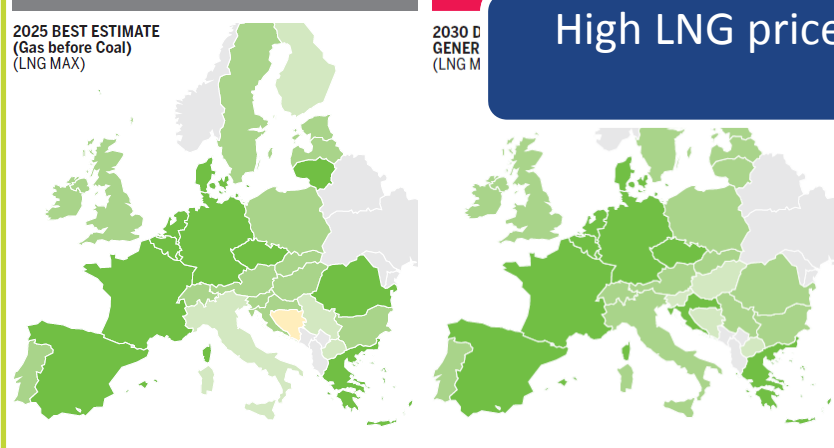 2025 BEST ESTIMATE
(Gas before Coal)
(LNG MAX)
2030 D
GENER
(LNG M
High LNG price